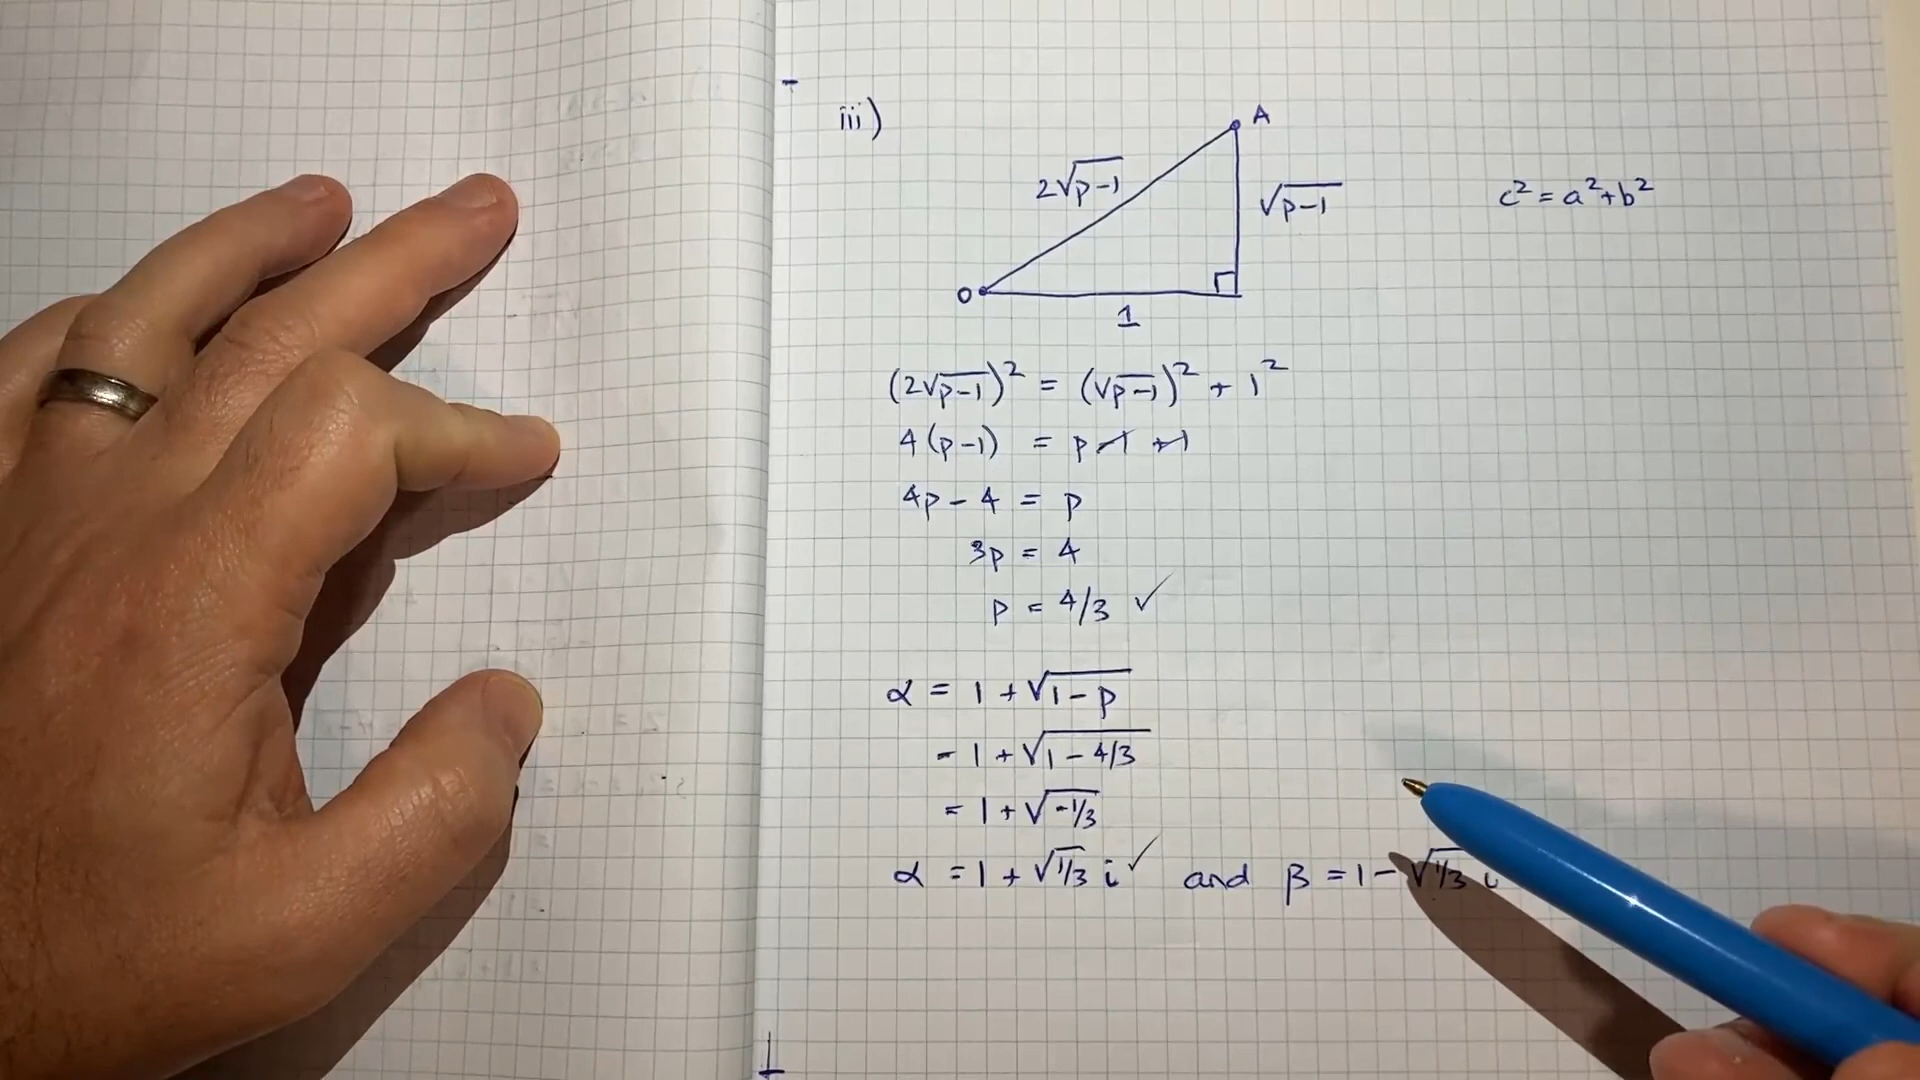 iii)
A
2√p-1
√p-1
c² = a² + b²
O
1
(2√p-1)² = (√p-1)² + 1²
4(p-1) = p -1 +1
4p - 4 = p
3p = 4
p = 4/3 ✓
α = 1 + √1-p
= 1 + √1 - 4/3
= 1 + √-1/3
α = 1 + √1/3 i ✓ and β = 1 - √1/3 i